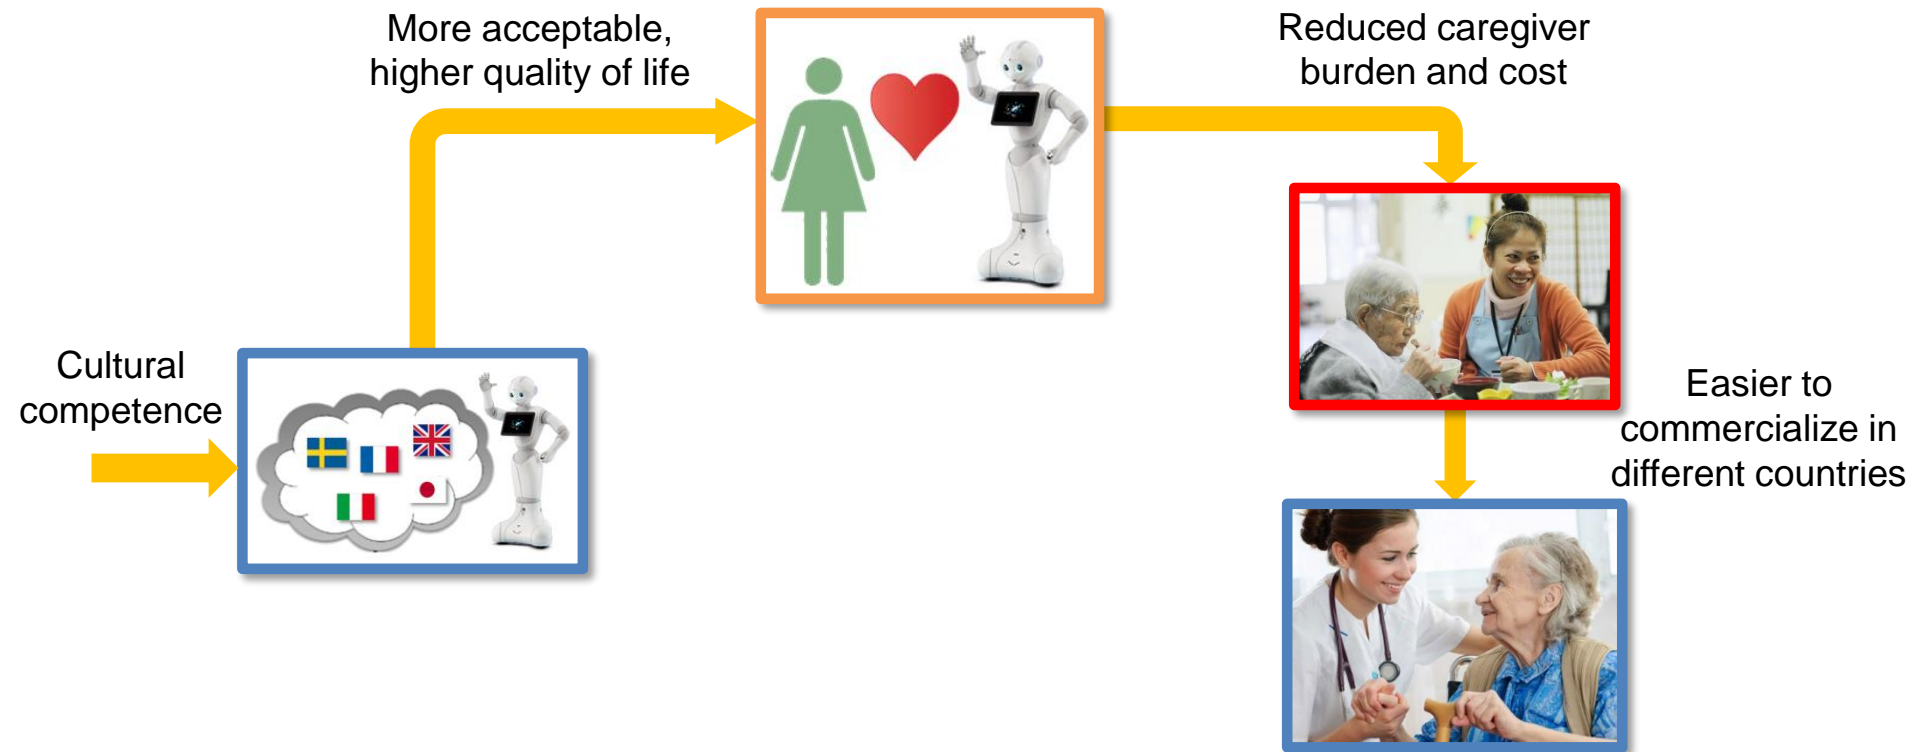 More acceptable,
higher quality of life
Reduced caregiver
burden and cost
Cultural
competence
Easier to
commercialize in
different countries